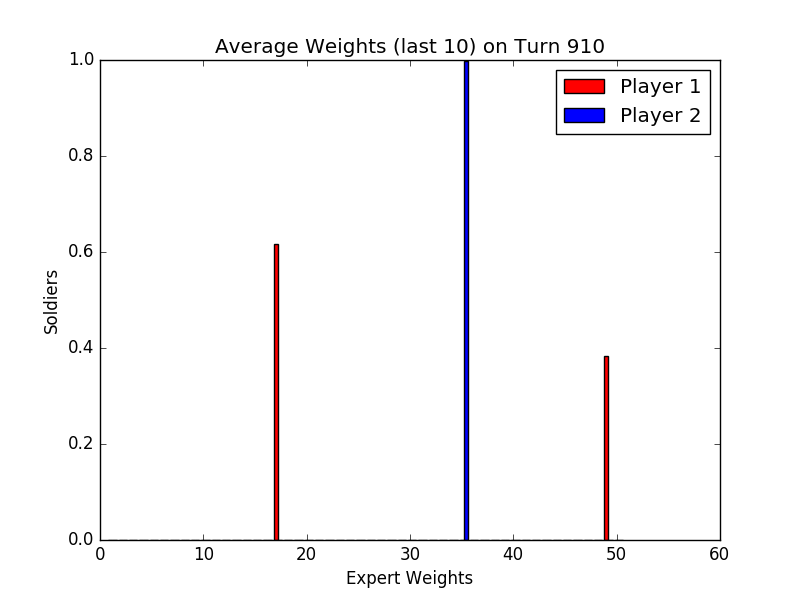 Average Weights (last 10) on Turn 910
1.0
0.8
0.6
0.4
0.2
0.0
Soldiers
Player 1
Player 2
0 10 20 30 40 50 60
Expert Weights